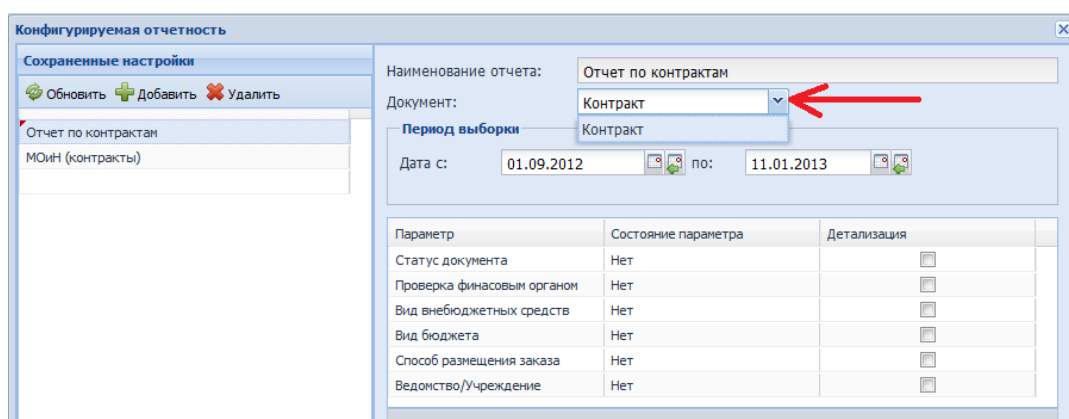 Конфигурируемая отчетность
Сохраненные настройки
Обновить Добавить Удалить
Отчет по контрактам
МОиН (контракты)
Наименование отчета: Отчет по контрактам
Документ: Контракт
Контракт
Период выборки
Дата с: 01.09.2012 по: 11.01.2013
Параметр Состояние параметра Детализация
Статус документа Нет
Проверка финасовым органом Нет
Вид внебюджетных средств Нет
Вид бюджета Нет
Способ размещения заказа Нет
Ведомство/Учреждение Нет